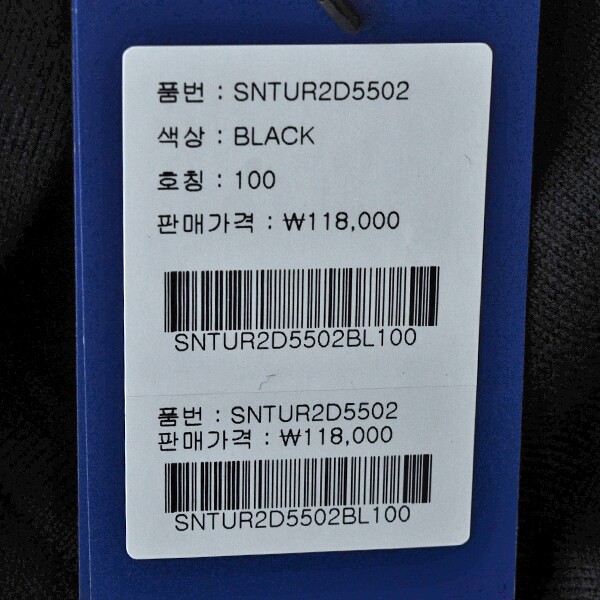 품번 : SNTUR2D5502
색상 : BLACK
호칭 : 100
판매가격 : ₩118,000
SNTUR2D5502BL100
품번 : SNTUR2D5502
판매가격 : ₩118,000
SNTUR2D5502BL100